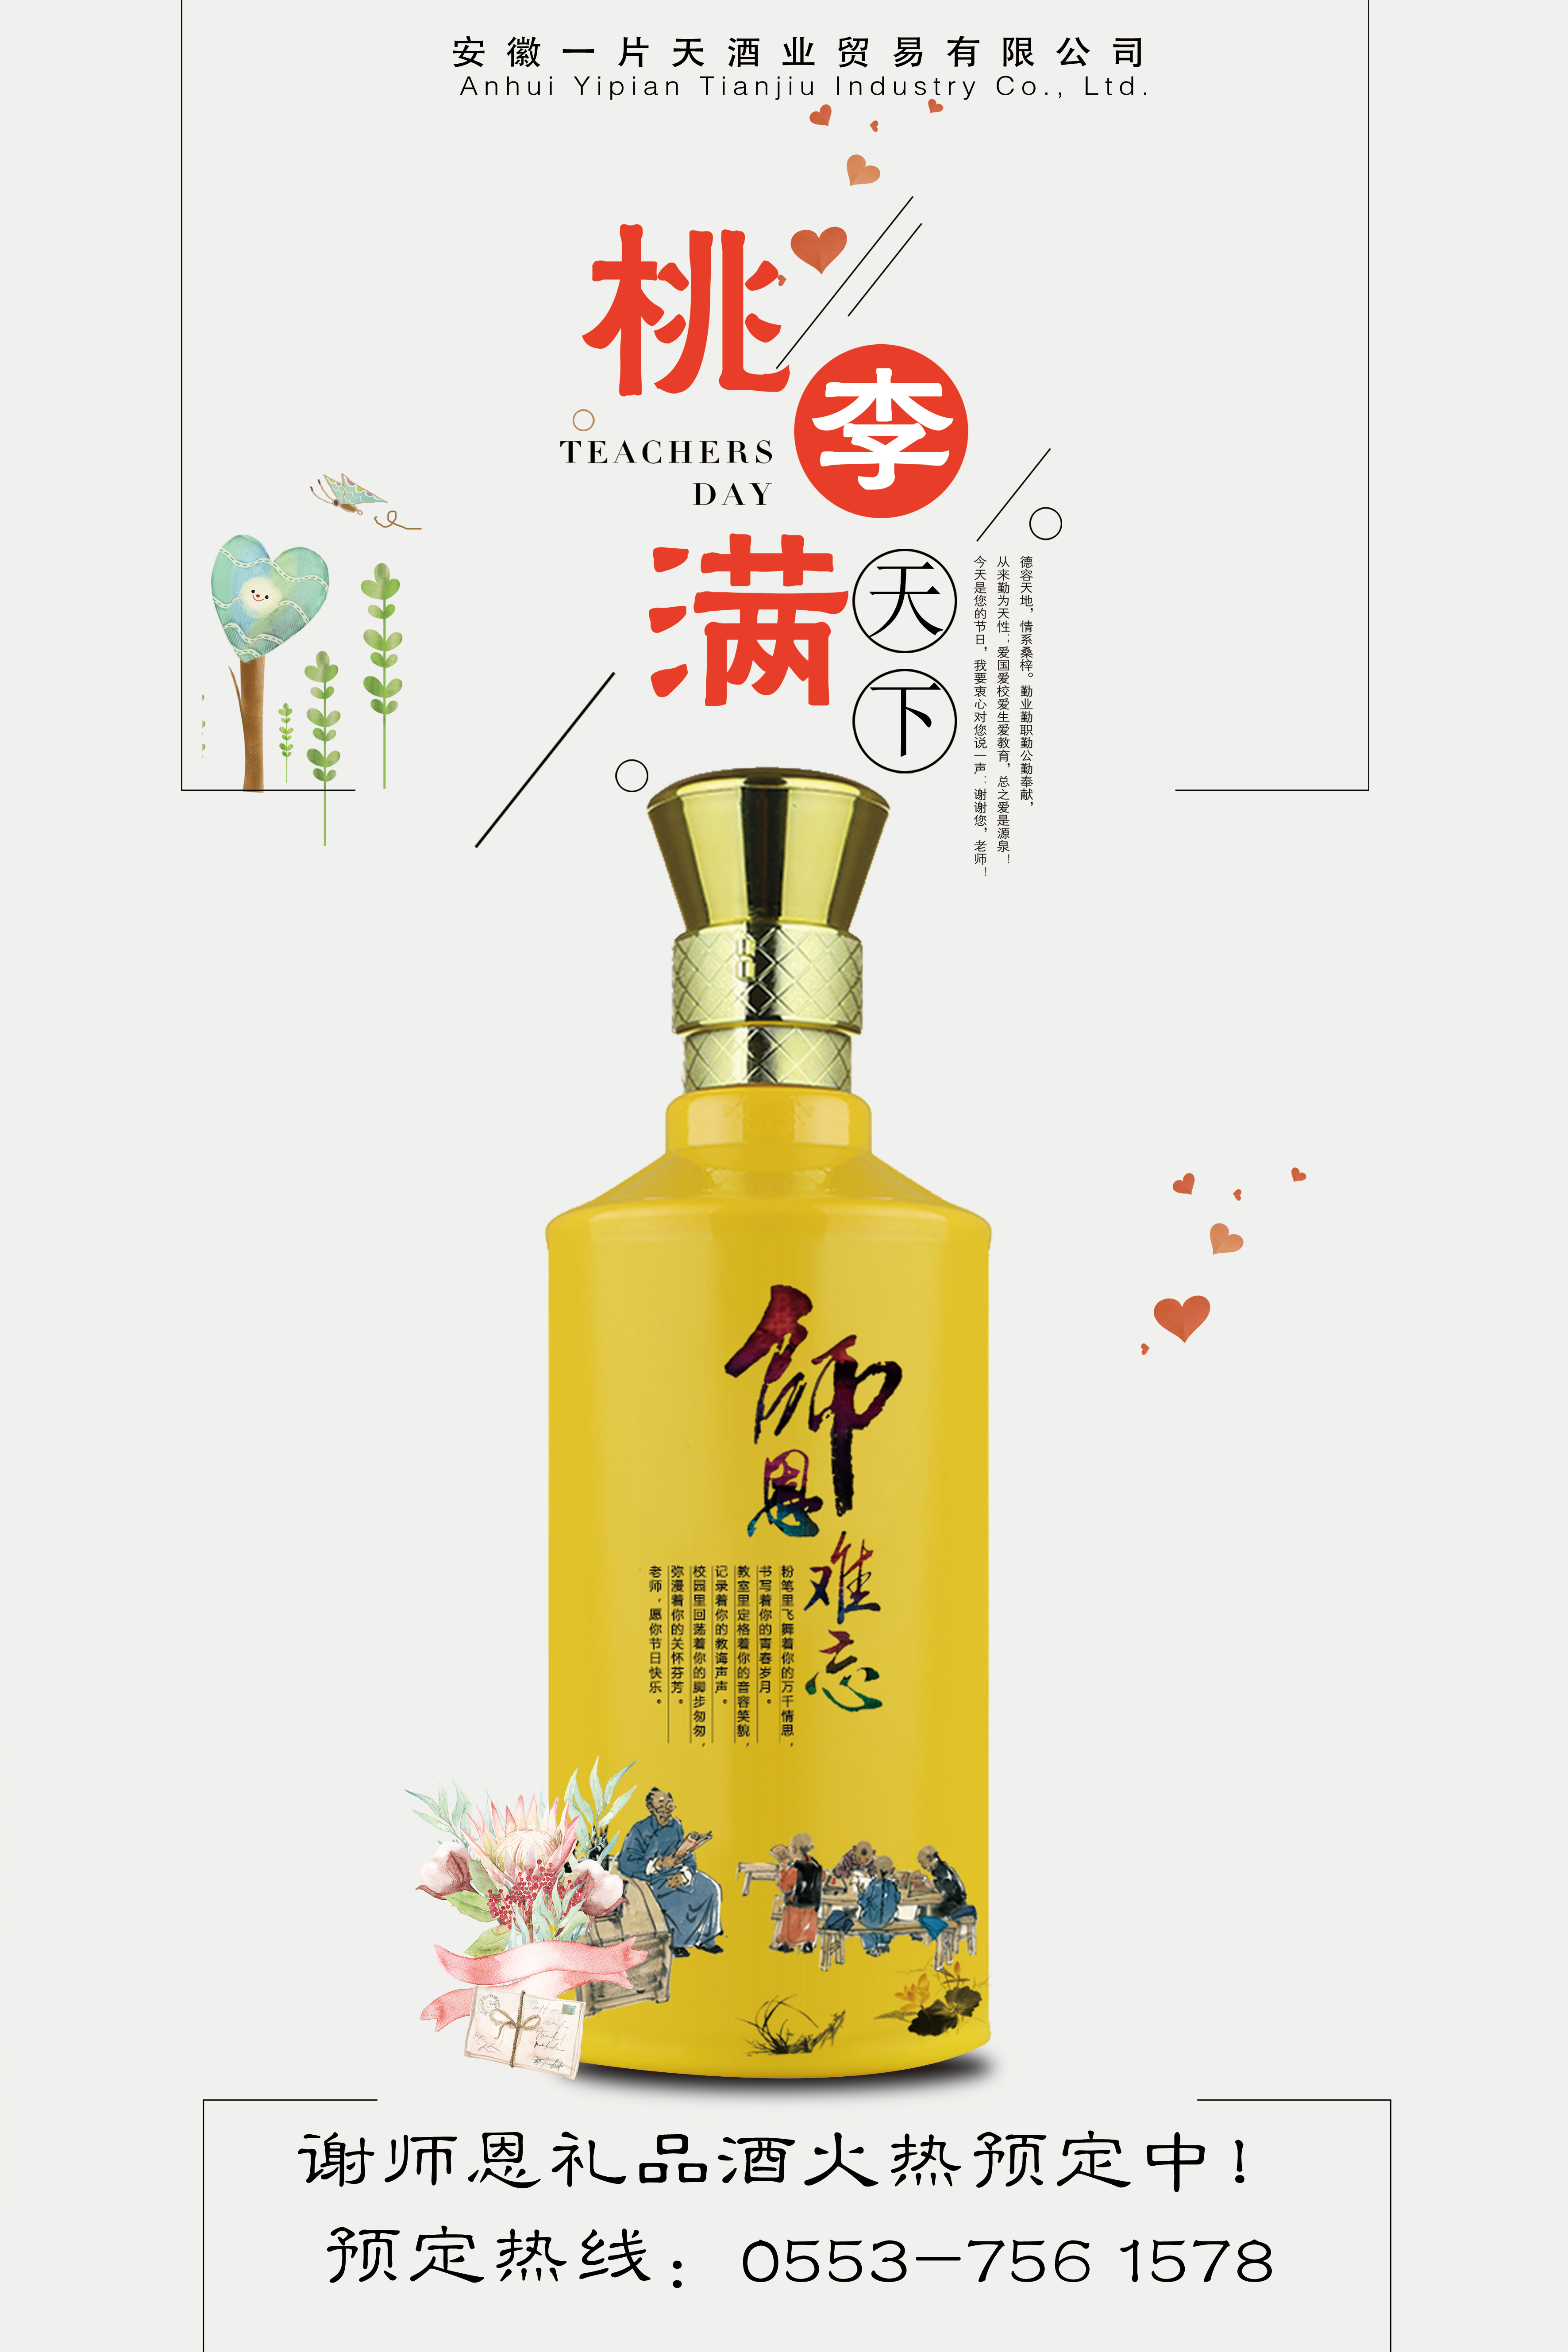 安徽一片天酒业贸易有限公司
Anhui Yipian Tianjiu Industry Co., Ltd.
桃李满天下
TEACHERS
DAY
德容天地，情系桑梓。勤业勤职勤公勤奉献，
从来勤为天性；爱国爱校爱生爱教育，总之爱是源泉！
今天是您的节日，我要衷心对您说一声：谢谢您，老师！
师恩难忘
粉笔里飞舞着你的万千情思，
书写着你的青春岁月。
教室里定格着你的音容笑貌，
记录着你的教诲声声。
校园里回荡着你的脚步匆匆，
弥漫着你的关怀芬芳。
老师，愿你节日快乐。
谢师恩礼品酒火热预定中！
预定热线：0553-756 1578